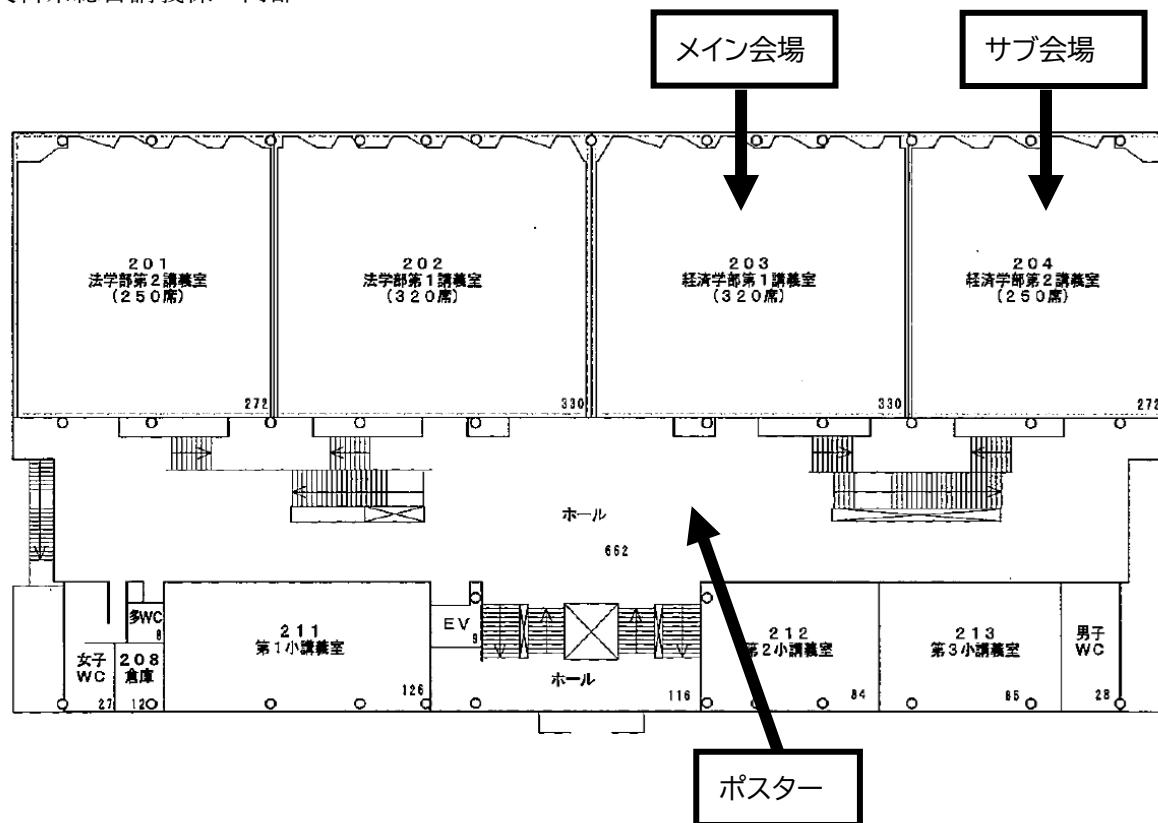 メイン会場
サブ会場
201
法学部第2講義室
(250席)
272
202
法学部第1講義室
(320席)
330
203
経済学部第1講義室
(320席)
330
204
経済学部第2講義室
(250席)
272
ホール
662
多WC
8
女子
WC
27
208
倉庫
12
211
第1小講義室
126
EV
9
ホール
116
212
第2小講義室
84
213
第3小講義室
85
男子
WC
28
ポスター